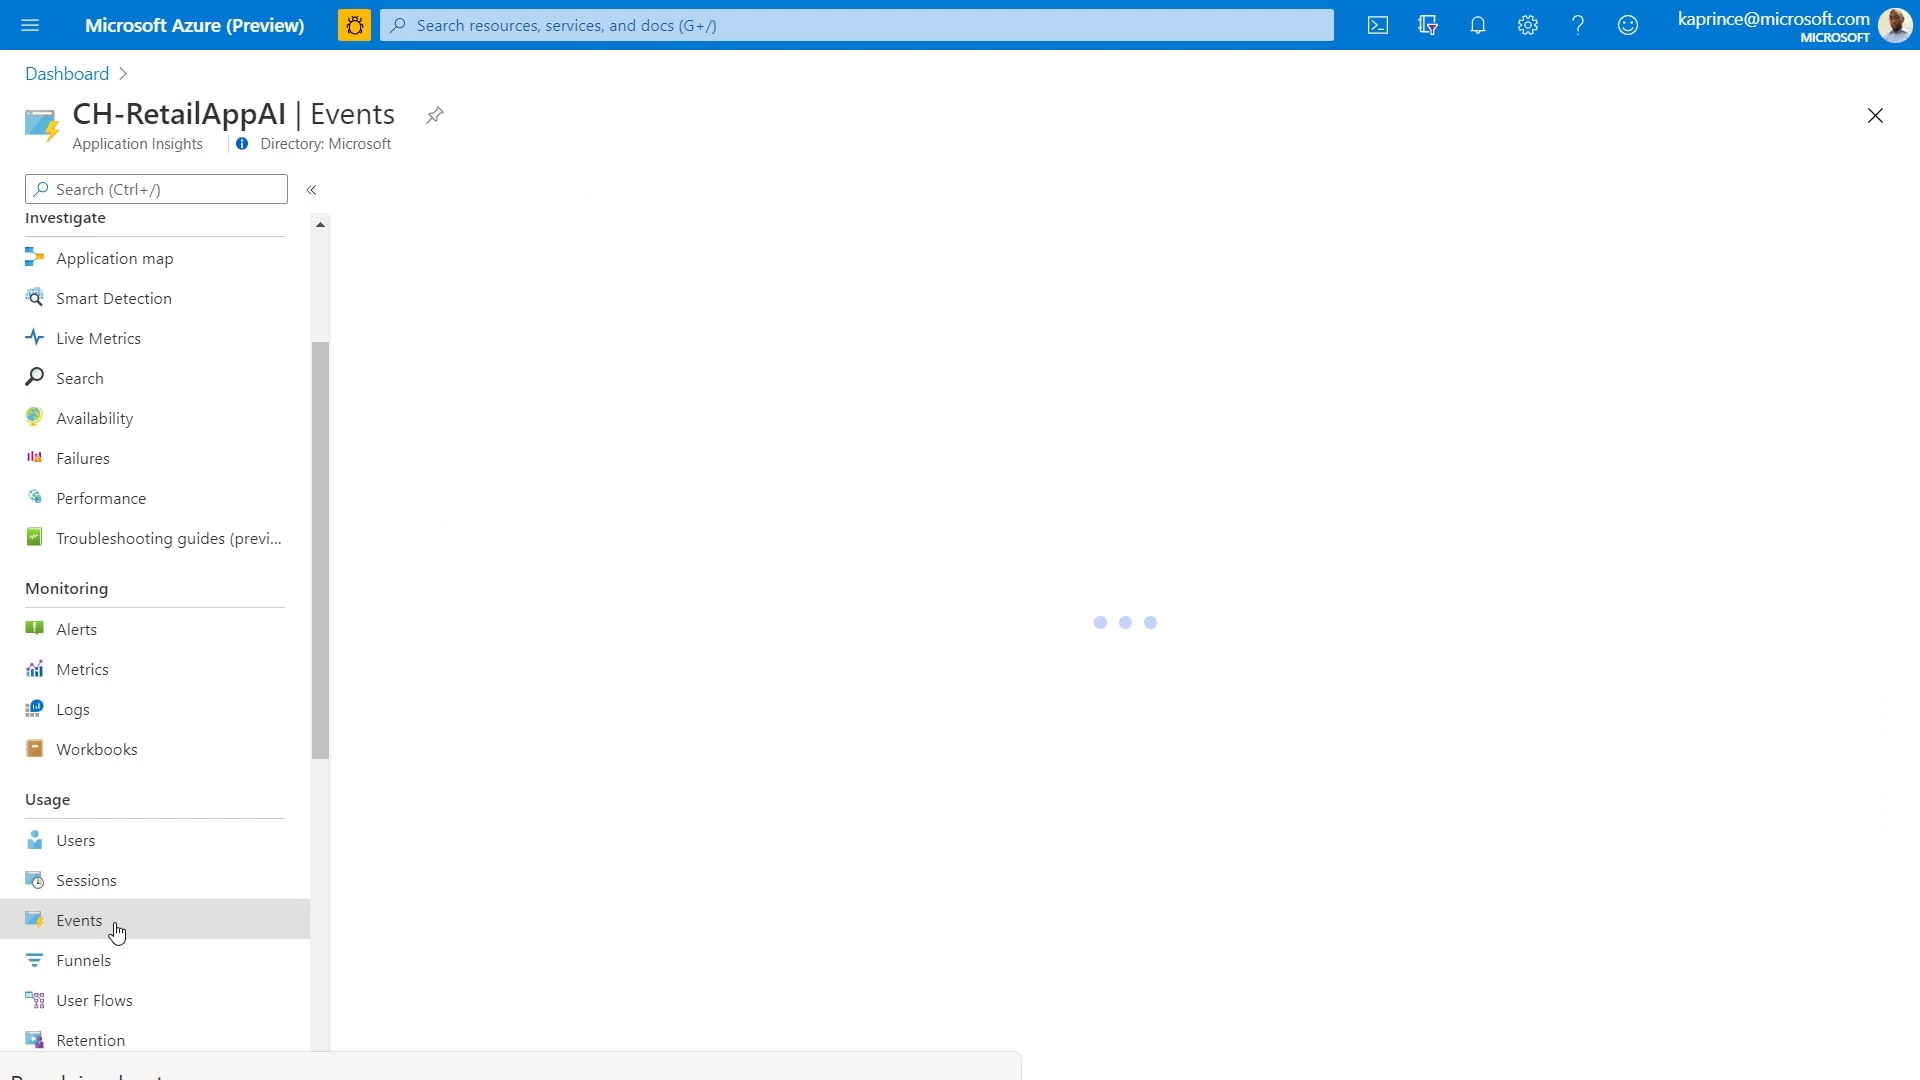 Microsoft Azure (Preview)
Search resources, services, and docs (G+/)
kaprince@microsoft.com
MICROSOFT
Dashboard
CH-RetailAppAI | Events
Application Insights
Directory: Microsoft
Search (Ctrl+/)
«
Investigate
Application map
Smart Detection
Live Metrics
Search
Availability
Failures
Performance
Troubleshooting guides (previ...
Monitoring
Alerts
Metrics
Logs
Workbooks
Usage
Users
Sessions
Events
Funnels
User Flows
Retention